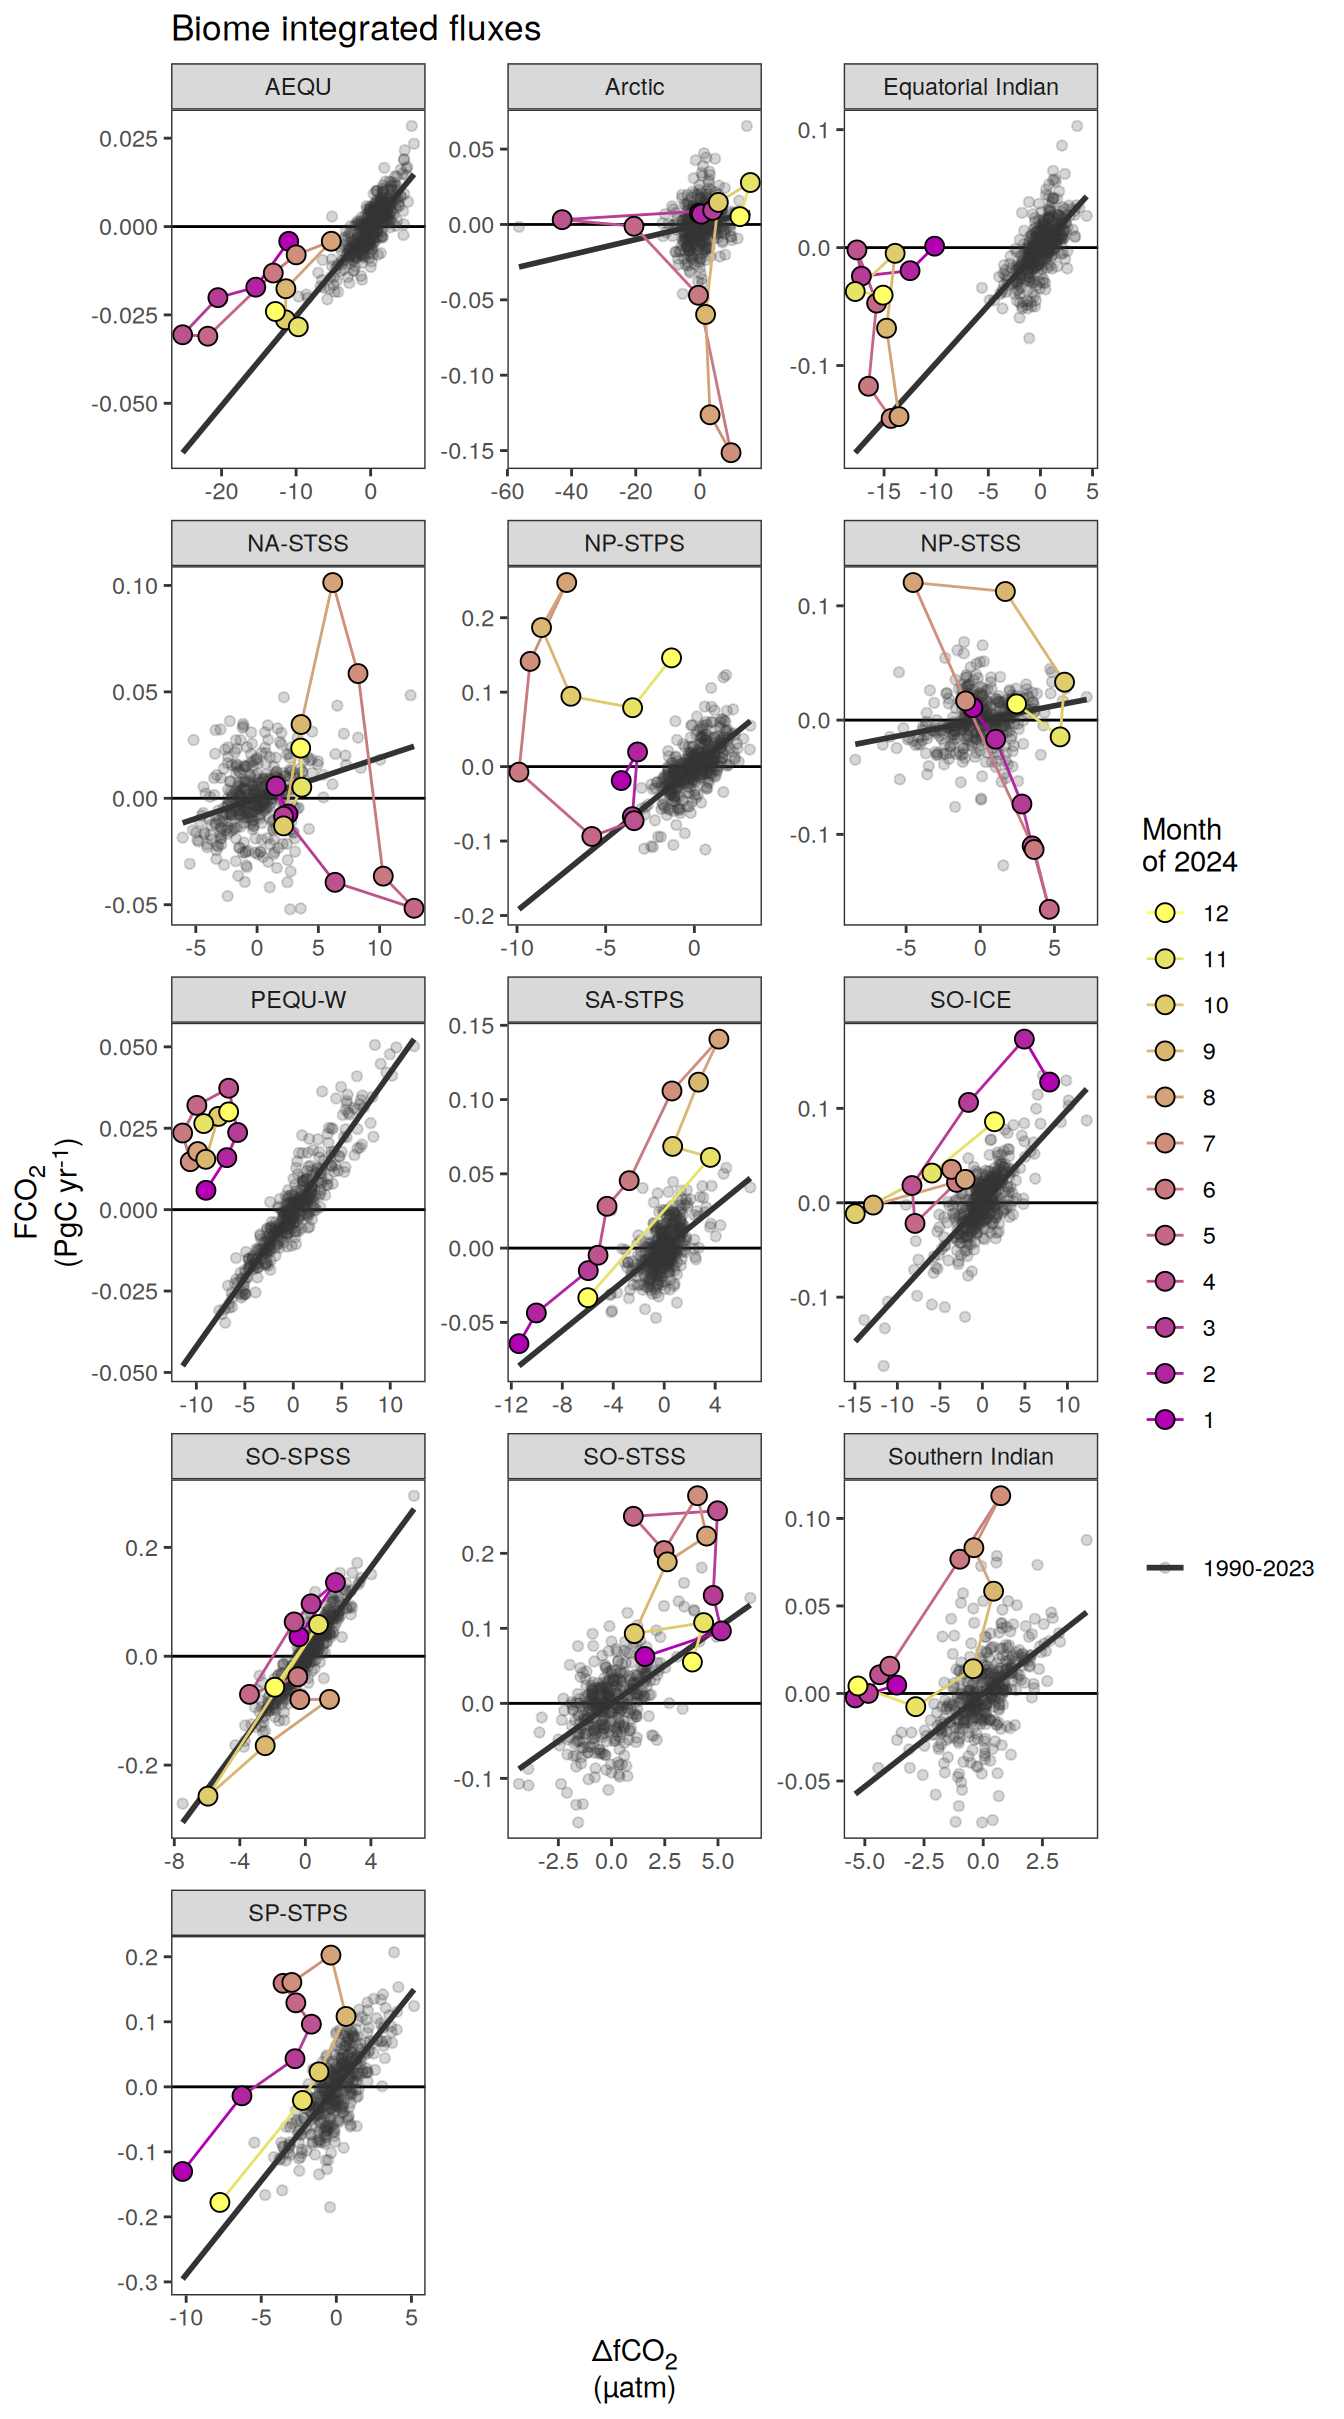 Biome integrated fluxes
AEQU
Arctic
Equatorial Indian
0.025
0.000
-0.025
-0.050
0.05
0.00
-0.05
-0.10
-0.15
0.1
0.0
-0.1
-20 -10 0
-60 -40 -20 0
-15 -10 -5 0 5
NA-STSS
NP-STPS
NP-STSS
0.10
0.05
0.00
-0.05
0.2
0.1
0.0
-0.1
-0.2
0.1
0.0
-0.1
-5 0 5 10
-10 -5 0
-5 0 5
PEQU-W
SA-STPS
SO-ICE
0.050
0.025
0.000
-0.025
-0.050
0.15
0.10
0.05
0.00
-0.05
0.1
0.0
-0.1
-10 -5 0 5 10
-12 -8 -4 0 4
-15 -10 -5 0 5 10
SO-SPSS
SO-STSS
Southern Indian
0.2
0.0
-0.2
0.2
0.1
0.0
-0.1
0.10
0.05
0.00
-0.05
-8 -4 0 4
-2.5 0.0 2.5 5.0
-5.0 -2.5 0.0 2.5
SP-STPS
0.2
0.1
0.0
-0.1
-0.2
-0.3
-10 -5 0 5
FCO₂
(PgC yr⁻¹)
ΔfCO₂
(µatm)
Month
of 2024
12
11
10
9
8
7
6
5
4
3
2
1
1990-2023